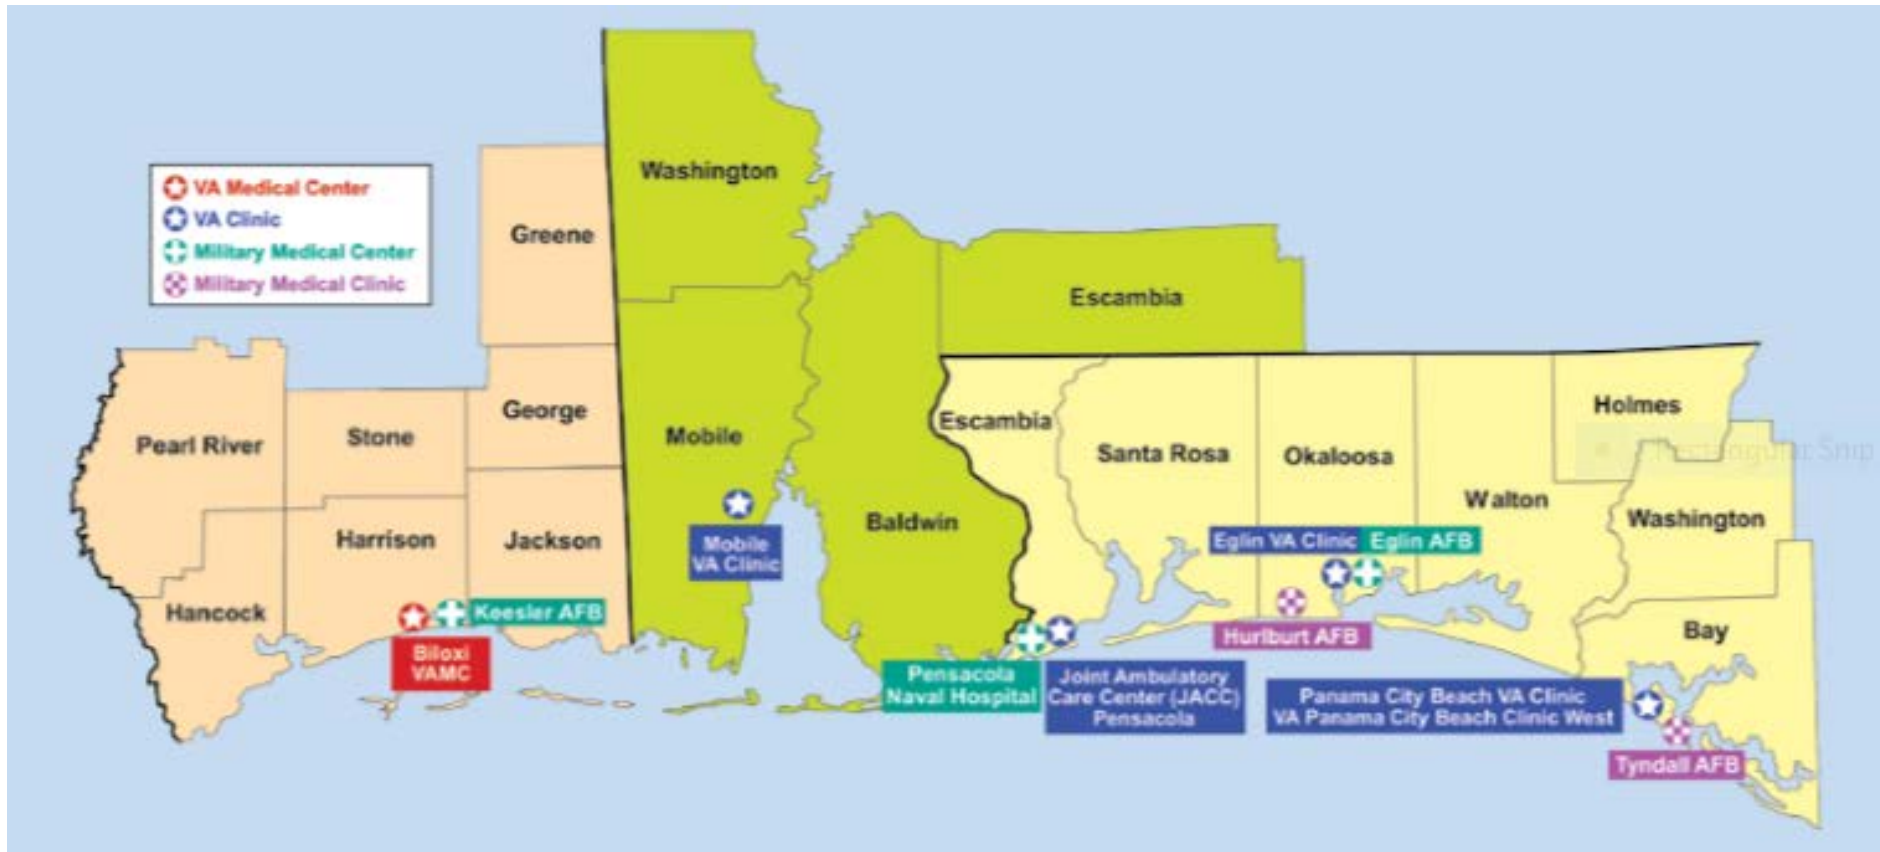 VA Medical Center
VA Clinic
Military Medical Center
Military Medical Clinic
Washington
Greene
Escambia
Pearl River
Stone
George
Mobile
Escambia
Santa Rosa
Okaloosa
Walton
Holmes
Rectangular Snip
Washington
Hancock
Harrison
Jackson
Baldwin
Bay
Mobile
VA Clinic
Eglin VA Clinic
Eglin AFB
Keesler AFB
Biloxi
VAMC
Hurlburt AFB
Pensacola
Naval Hospital
Joint Ambulatory
Care Center (JACC)
Pensacola
Panama City Beach VA Clinic
VA Panama City Beach Clinic West
Tyndall AFB